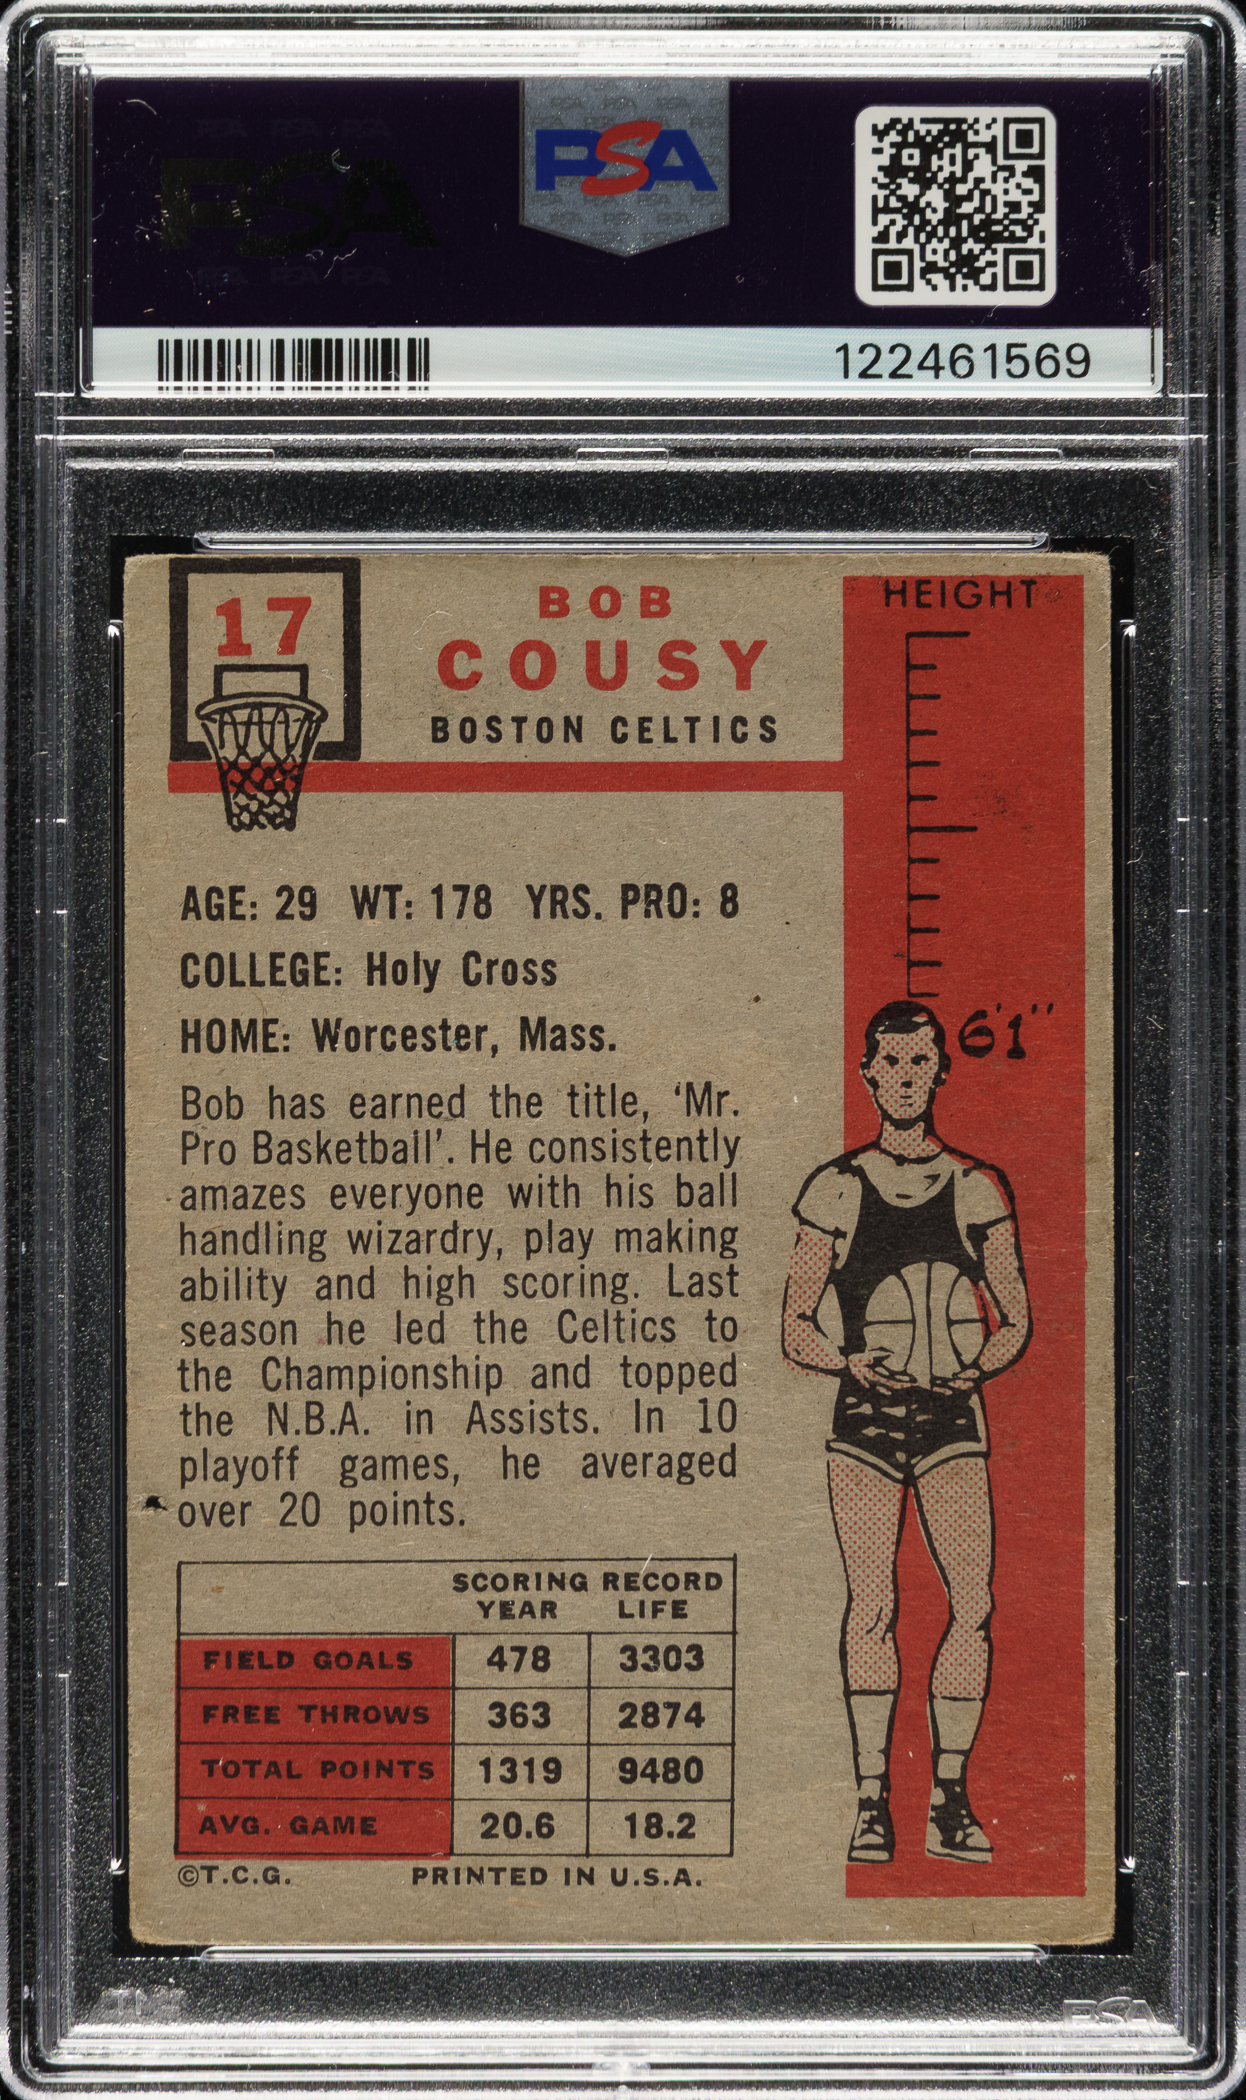 PSA
PSA
122461569
17
BOB
COUSY
BOSTON CELTICS
HEIGHT
6'1"
AGE: 29 WT: 178 YRS. PRO: 8
COLLEGE: Holy Cross
HOME: Worcester, Mass.
Bob has earned the title, ‘Mr.
Pro Basketball’. He consistently
amazes everyone with his ball
handling wizardry, play making
ability and high scoring. Last
season he led the Celtics to
the Championship and topped
the N.B.A. in Assists. In 10
playoff games, he averaged
over 20 points.
SCORING RECORD
YEAR LIFE
FIELD GOALS 478 3303
FREE THROWS 363 2874
TOTAL POINTS 1319 9480
AVG. GAME 20.6 18.2
©T.C.G. PRINTED IN U.S.A.
PSA